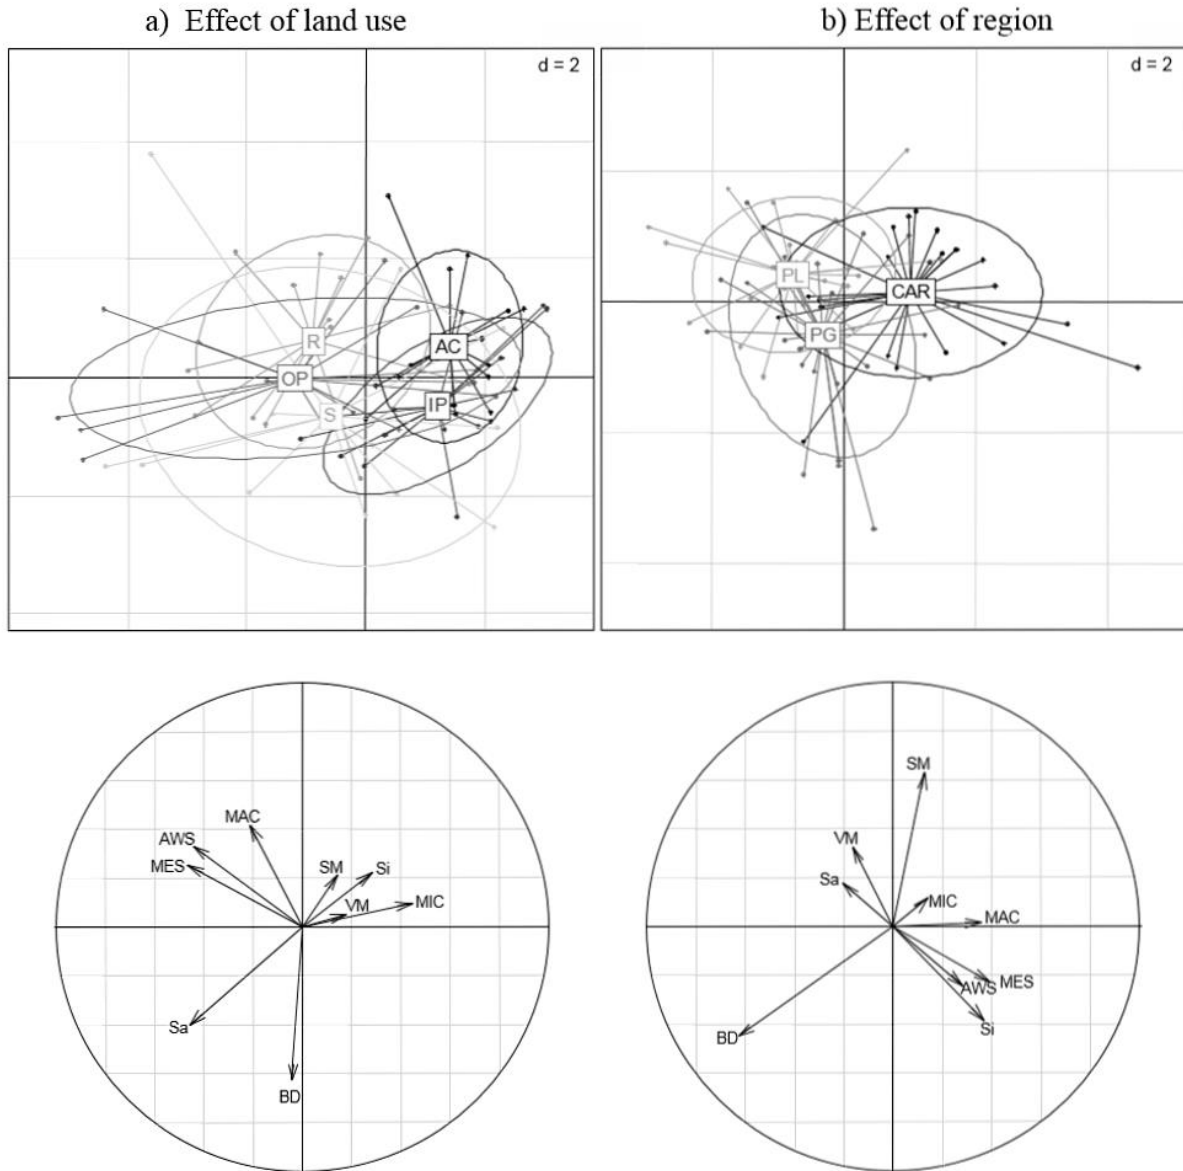 a) Effect of land use
b) Effect of region
d = 2
d = 2
R
OP
S
AC
IP
PL
PG
CAR
MAC
AWS
MES
SM
Si
VM
MIC
Sa
BD
SM
VM
Sa
MIC
MAC
AWS
MES
Si
BD